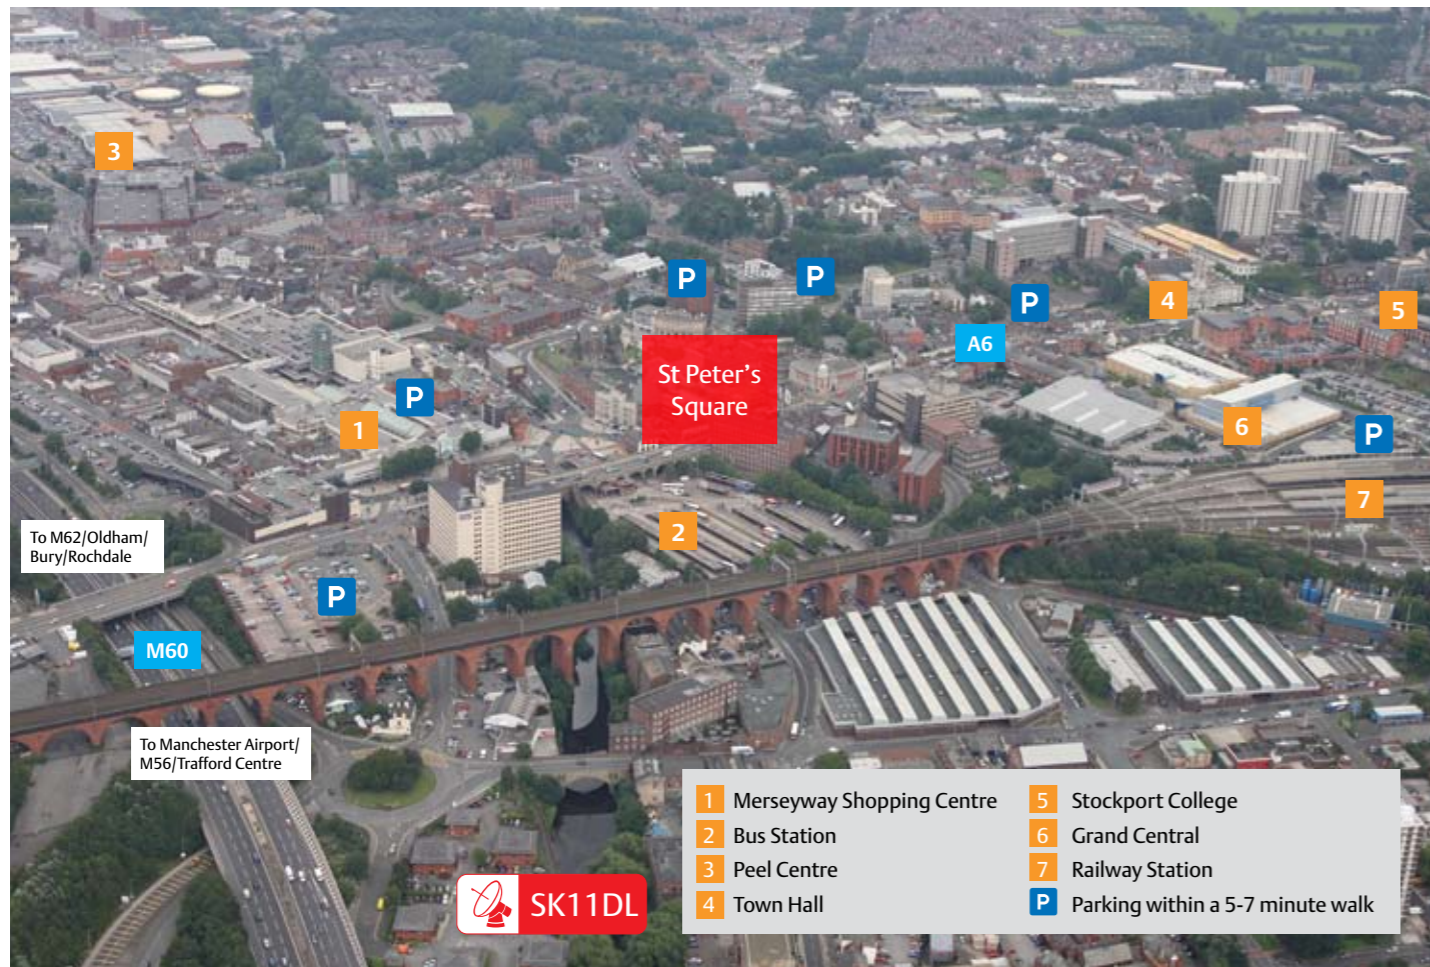 3
P
P
P
4
5
A6
St Peter’s
Square
P
1
6
P
7
2
To M62/Oldham/
Bury/Rochdale
P
M60
To Manchester Airport/
M56/Trafford Centre
SK11DL
1 Merseyway Shopping Centre
2 Bus Station
3 Peel Centre
4 Town Hall
5 Stockport College
6 Grand Central
7 Railway Station
P Parking within a 5-7 minute walk